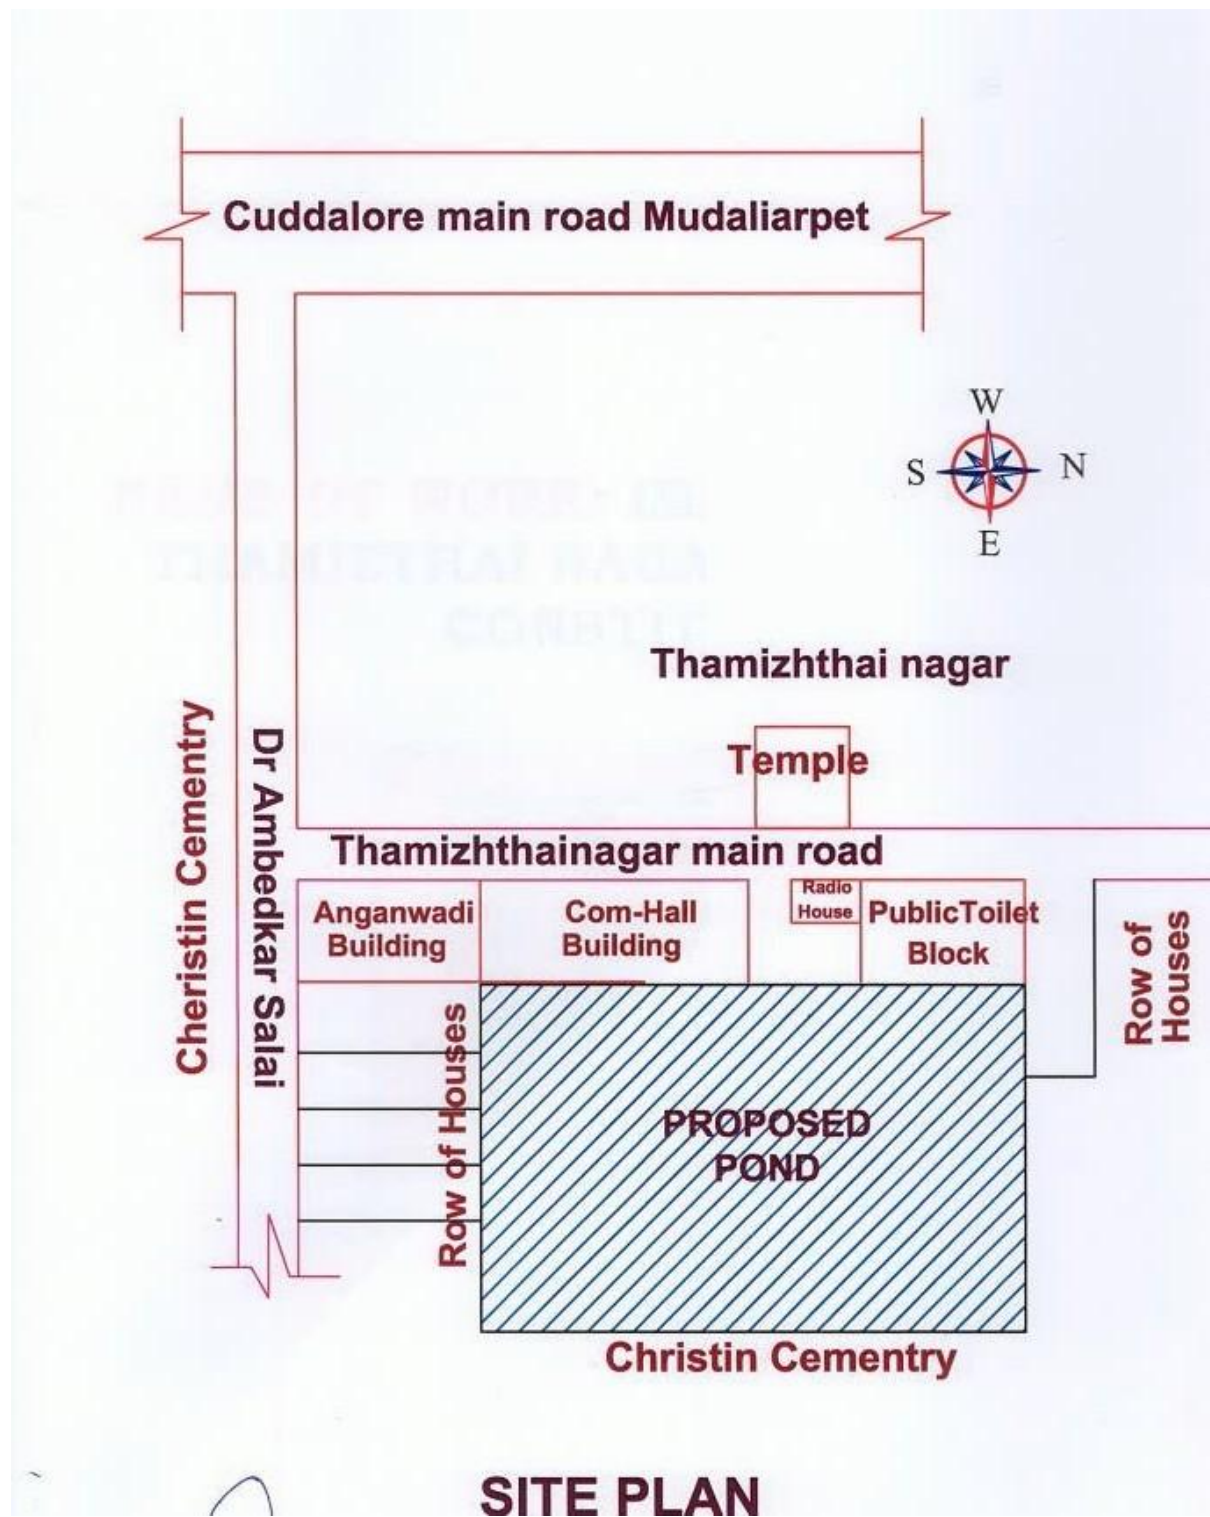 Cuddalore main road Mudaliarpet
W
S
N
E
Thamizhthai nagar
Temple
Cheristin Cementry
Dr Ambedkar Salai
Thamizhthainagar main road
Anganwadi
Building
Com-Hall
Building
Radio
House
PublicToilet
Block
Row of
Houses
Row of Houses
PROPOSED
POND
Christin Cementry
SITE PLAN